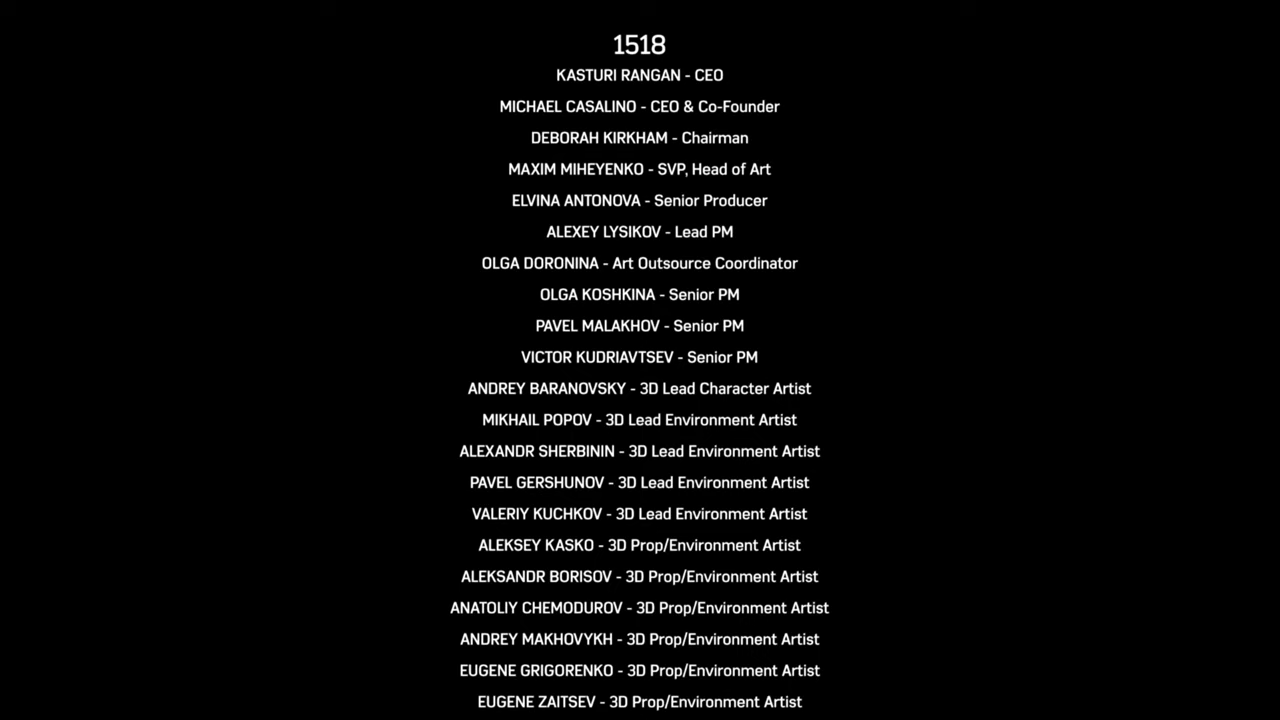 1518
KASTURI RANGAN - CEO
MICHAEL CASALINO - CEO & Co-Founder
DEBORAH KIRKHAM - Chairman
MAXIM MIHEYENKO - SVP, Head of Art
ELVINA ANTONOVA - Senior Producer
ALEXEY LYSIKOV - Lead PM
OLGA DORONINA - Art Outsource Coordinator
OLGA KOSHKINA - Senior PM
PAVEL MALAKHOV - Senior PM
VICTOR KUDRIAVTSEV - Senior PM
ANDREY BARANOVSKY - 3D Lead Character Artist
MIKHAIL POPOV - 3D Lead Environment Artist
ALEXANDR SHERBININ - 3D Lead Environment Artist
PAVEL GERSHUNOV - 3D Lead Environment Artist
VALERIY KUCHKOV - 3D Lead Environment Artist
ALEKSEY KASKO - 3D Prop/Environment Artist
ALEKSANDR BORISOV - 3D Prop/Environment Artist
ANATOLIY CHEMODUROV - 3D Prop/Environment Artist
ANDREY MAKHOVYKH - 3D Prop/Environment Artist
EUGENE GRIGORENKO - 3D Prop/Environment Artist
EUGENE ZAITSEV - 3D Prop/Environment Artist